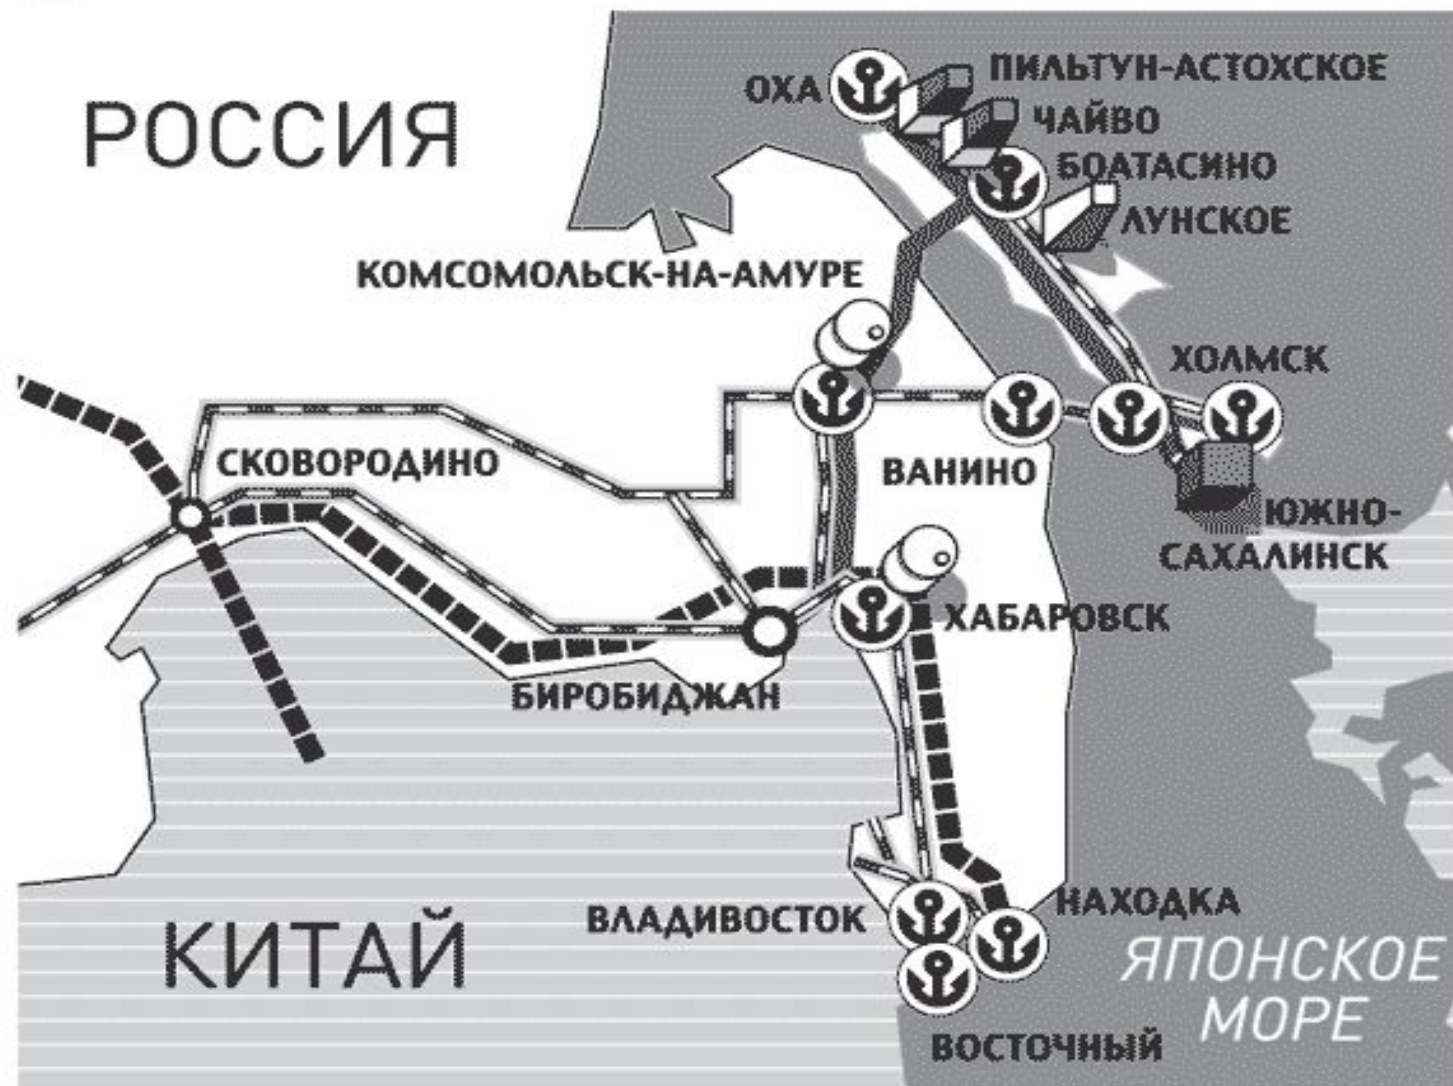 РОССИЯ
ОХА
ПИЛЬТУН-АСТОХСКОЕ
ЧАЙВО
БОАТАСИНО
ЛУНСКОЕ
КОМСОМОЛЬСК-НА-АМУРЕ
ХОЛМСК
СКОВОРОДИНО
ВАНИНО
ЮЖНО-
САХАЛИНСК
ХАБАРОВСК
БИРОБИДЖАН
НАХОДКА
ВЛАДИВОСТОК
КИТАЙ
ЯПОНСКОЕ
МОРЕ
ВОСТОЧНЫЙ